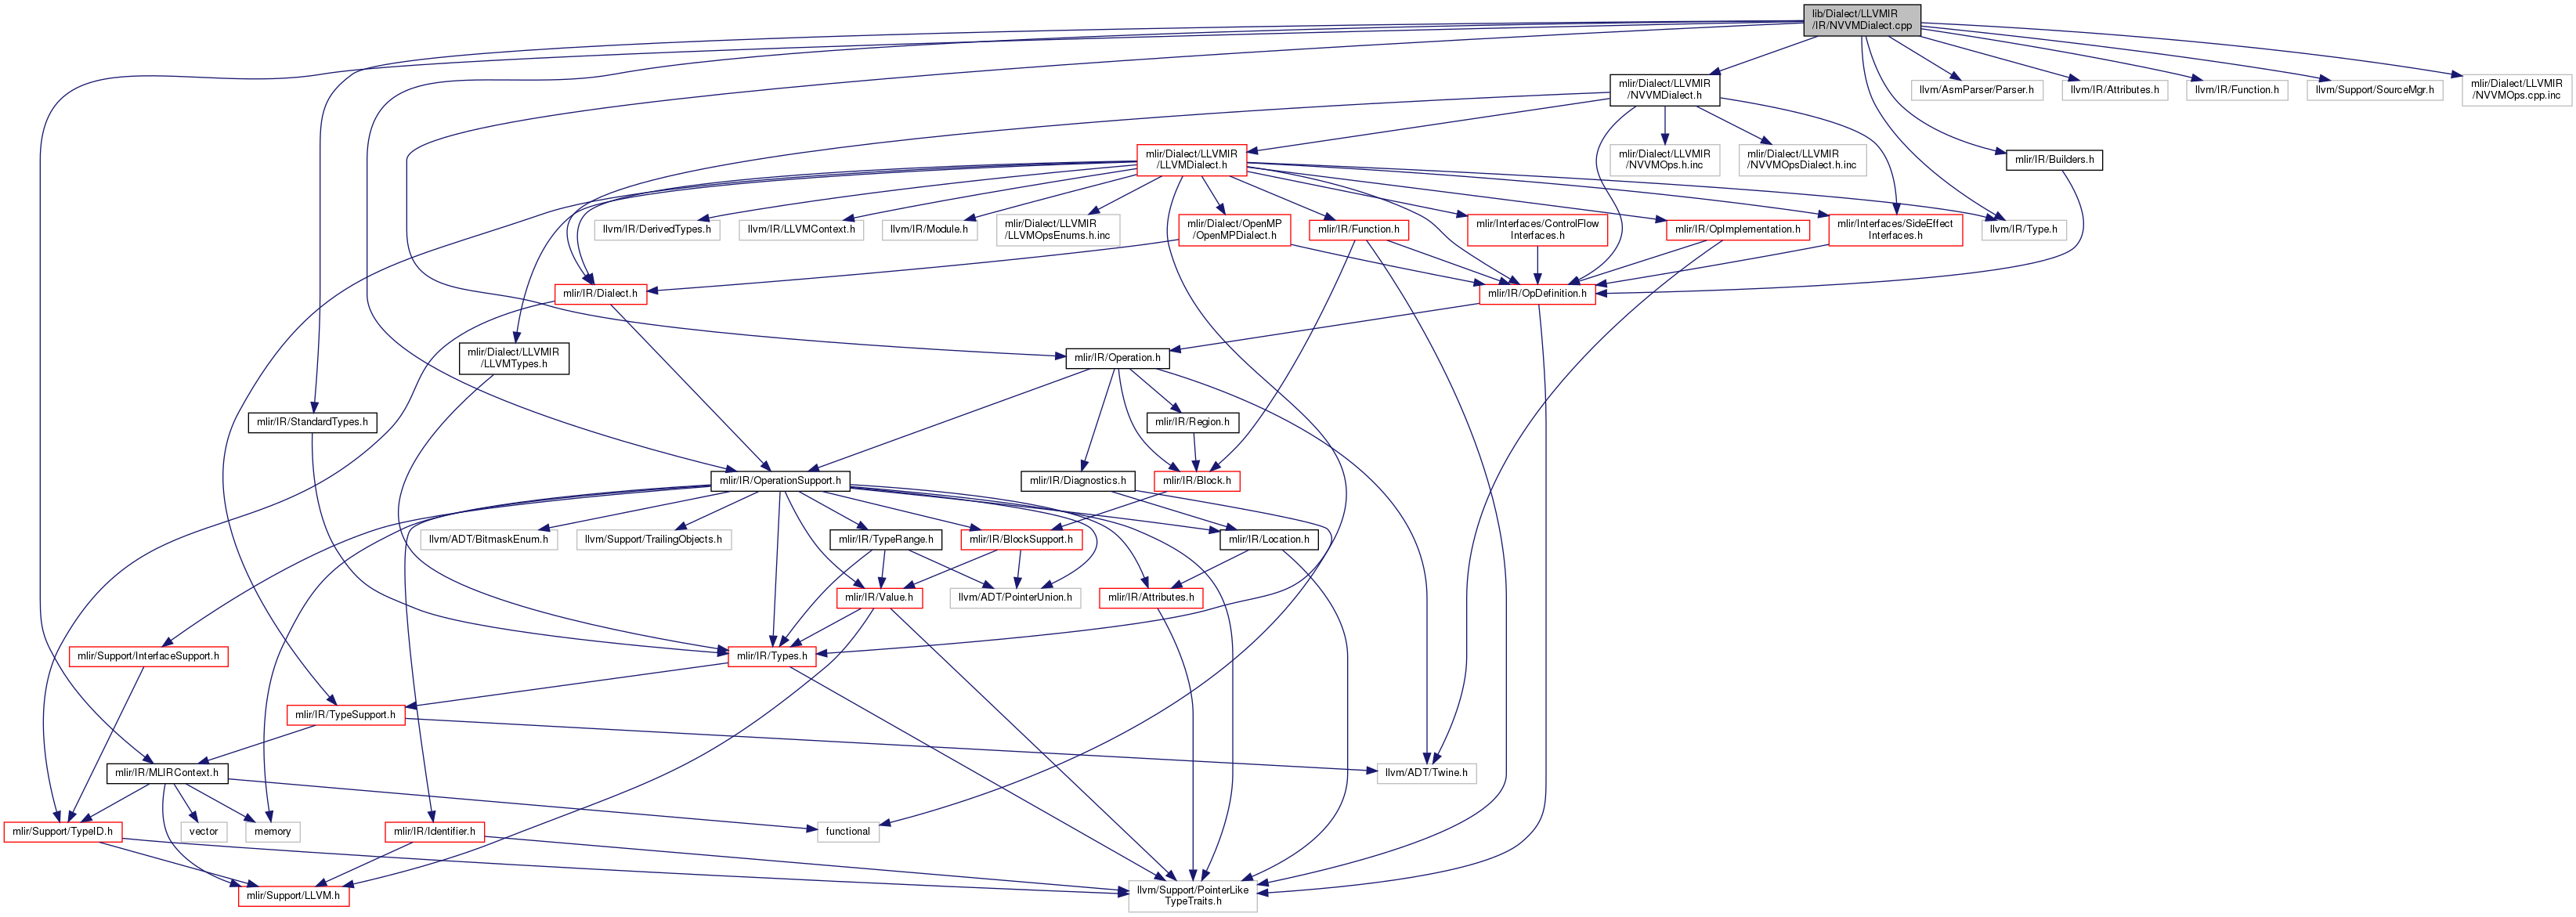 lib/Dialect/LLVMIR
/IR/NVVMDialect.cpp
mlir/Dialect/LLVMIR
/NVVMDialect.h
llvm/AsmParser/Parser.h
llvm/IR/Attributes.h
llvm/IR/Function.h
llvm/Support/SourceMgr.h
mlir/Dialect/LLVMIR
/NVVMOps.cpp.inc
mlir/Dialect/LLVMIR
/LLVMDialect.h
mlir/Dialect/LLVMIR
/NVVMOps.h.inc
mlir/Dialect/LLVMIR
/NVVMOpsDialect.h.inc
mlir/IR/Builders.h
llvm/IR/DerivedTypes.h
llvm/IR/LLVMContext.h
llvm/IR/Module.h
mlir/Dialect/LLVMIR
/LLVMOpsEnums.h.inc
mlir/Dialect/OpenMP
/OpenMPDialect.h
mlir/IR/Function.h
mlir/Interfaces/ControlFlow
Interfaces.h
mlir/IR/OpImplementation.h
mlir/Interfaces/SideEffect
Interfaces.h
llvm/IR/Type.h
mlir/IR/Dialect.h
mlir/IR/OpDefinition.h
mlir/Dialect/LLVMIR
/LLVMTypes.h
mlir/IR/Operation.h
mlir/IR/StandardTypes.h
mlir/IR/Region.h
mlir/IR/OperationSupport.h
mlir/IR/Diagnostics.h
mlir/IR/Block.h
llvm/ADT/BitmaskEnum.h
llvm/Support/TrailingObjects.h
mlir/IR/TypeRange.h
mlir/IR/BlockSupport.h
mlir/IR/Location.h
mlir/IR/Value.h
llvm/ADT/PointerUnion.h
mlir/IR/Attributes.h
mlir/Support/InterfaceSupport.h
mlir/IR/Types.h
mlir/IR/TypeSupport.h
mlir/IR/MLIRContext.h
llvm/ADT/Twine.h
mlir/Support/TypeID.h
vector
memory
mlir/IR/Identifier.h
functional
mlir/Support/LLVM.h
llvm/Support/PointerLike
TypeTraits.h